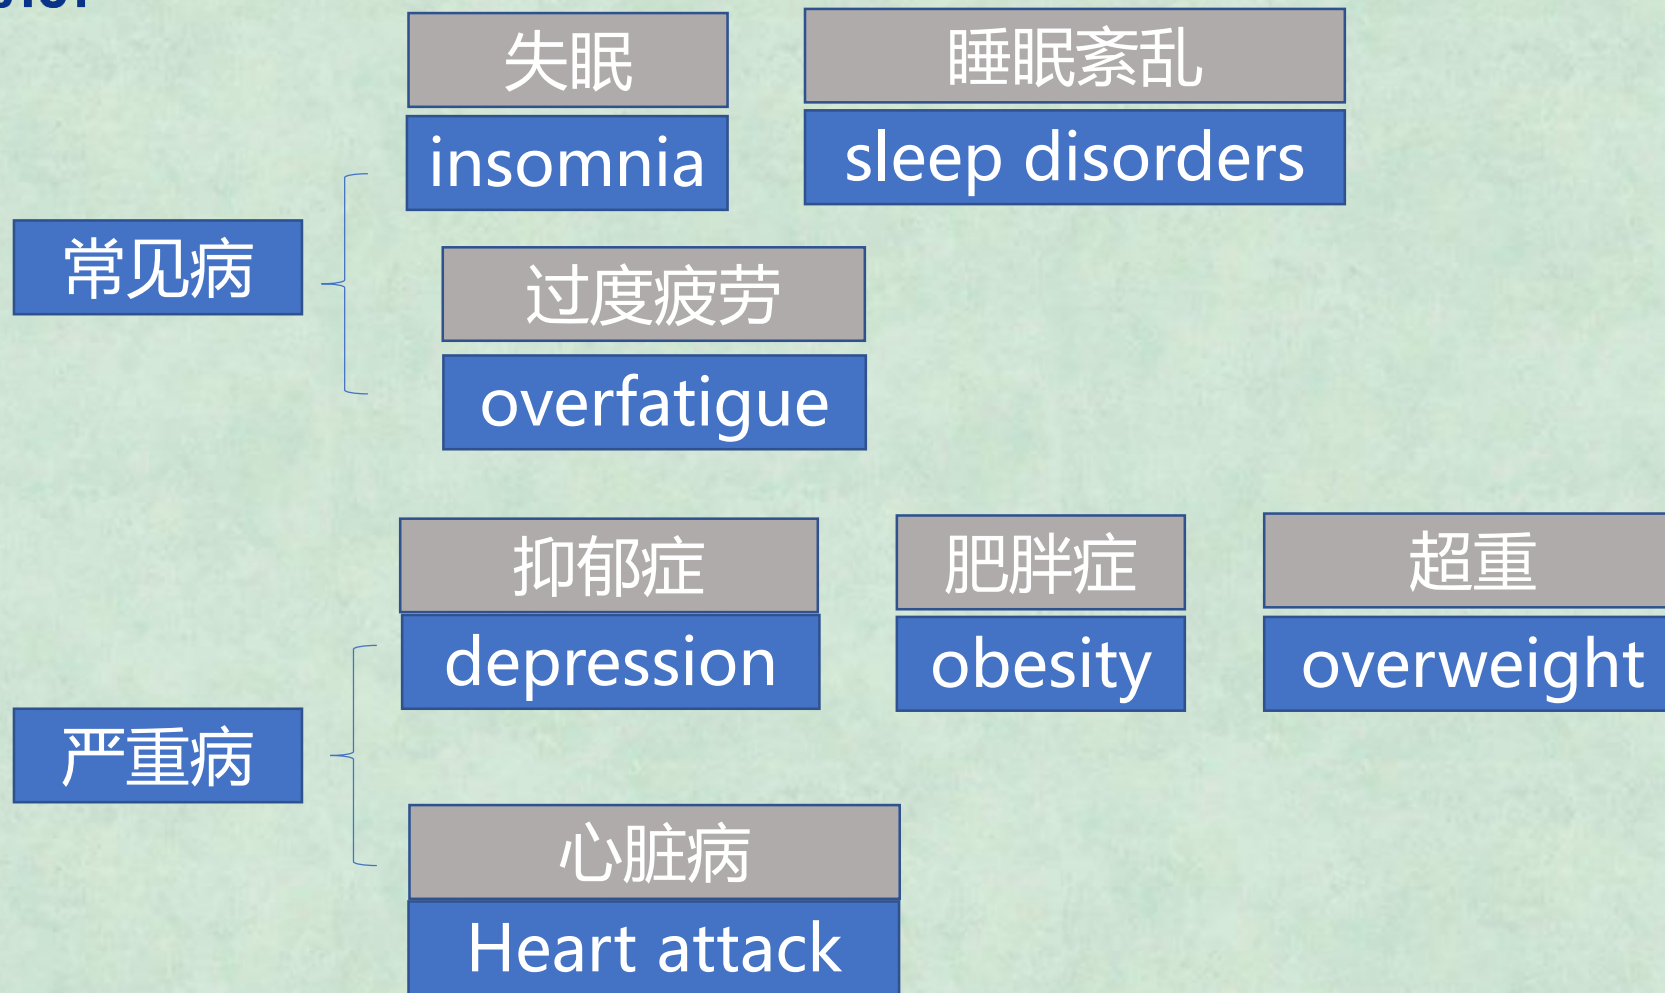 失眠
睡眠紊乱
insomnia
sleep disorders
常见病
过度疲劳
overfatigue
抑郁症
肥胖症
超重
depression
obesity
overweight
严重病
心脏病
Heart attack